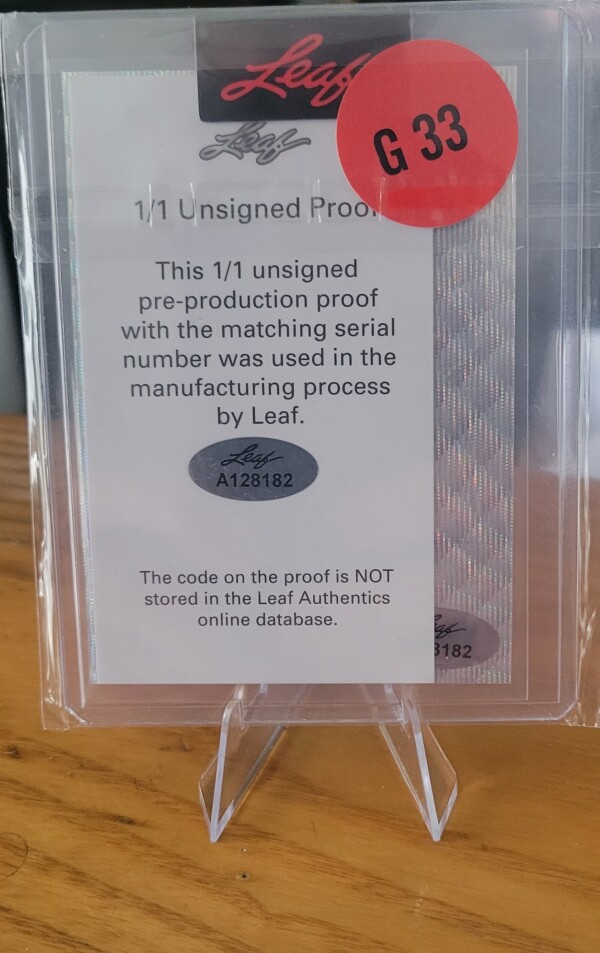 Leaf
G 33
Leaf
1/1 Unsigned Proof
This 1/1 unsigned
pre-production proof
with the matching serial
number was used in the
manufacturing process
by Leaf.
Leaf
A128182
The code on the proof is NOT
stored in the Leaf Authentics
online database.
3182